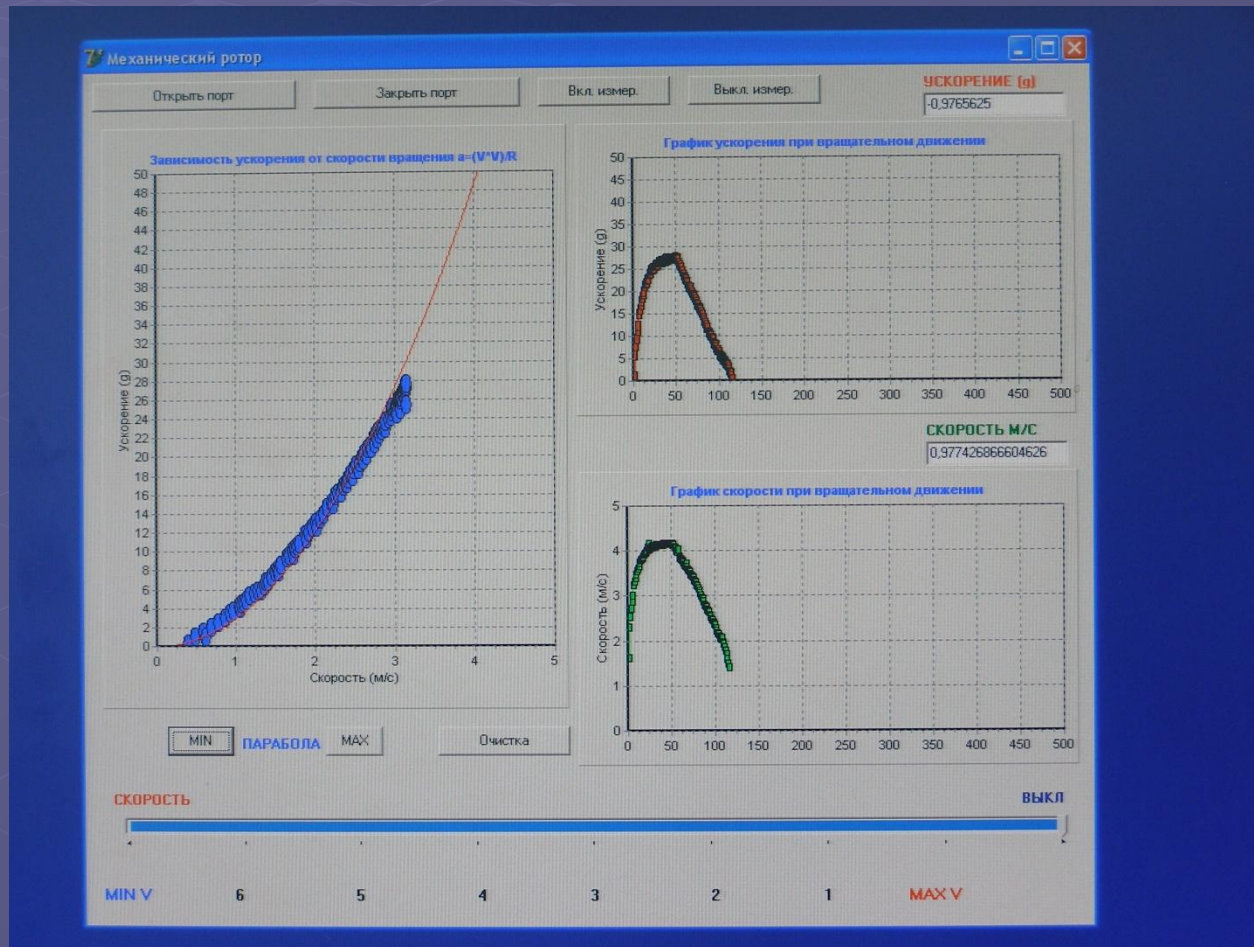 Механический ротор
Открыть порт
Закрыть порт
Вкл. измер.
Выкл. измер.
УСКОРЕНИЕ (g)
-0,9765625
Зависимость ускорения от скорости вращения a=(V*V)/R
Ускорение (g)
50
48
46
44
42
40
38
36
34
32
30
28
26
24
22
20
18
16
14
12
10
8
6
4
2
0
0 1 2 3 4 5
Скорость (м/с)
График ускорения при вращательном движении
Ускорение (g)
50
45
40
35
30
25
20
15
10
5
0
0 50 100 150 200 250 300 350 400 450 500
СКОРОСТЬ М/С
0,977426866604626
График скорости при вращательном движении
Скорость (м/с)
5
4
3
2
1
0
0 50 100 150 200 250 300 350 400 450 500
MIN ПАРАБОЛА MAX
Очистка
СКОРОСТЬ
ВЫКЛ
MIN V 6 5 4 3 2 1 MAX V